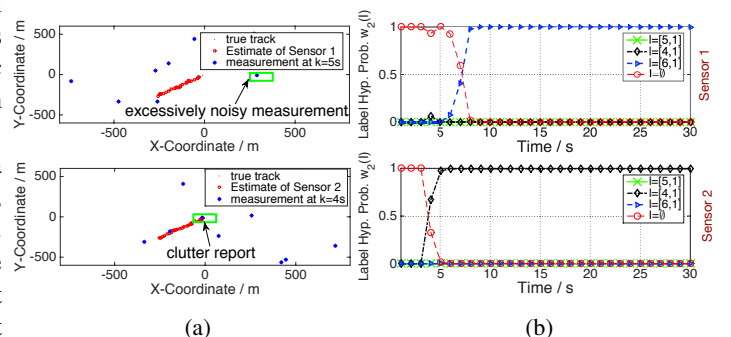 500
0
-500
Y-Coordinate / m
true track
Estimate of Sensor 1
measurement at k=5s
excessively noisy measurement
-500
0
500
X-Coordinate / m
500
0
-500
Y-Coordinate / m
true track
Estimate of Sensor 2
measurement at k=4s
clutter report
-500
0
500
X-Coordinate / m
(a)
Label Hyp. Prob. w₂(l)
1
0.5
0
l=[5,1]
l=[4,1]
l=[6,1]
l=∅
0 5 10 15 20 25 30
Time / s
Sensor 1
Label Hyp. Prob. w₂(l)
1
0.5
0
l=[5,1]
l=[4,1]
l=[6,1]
l=∅
5 10 15 20 25 30
Time / s
Sensor 2
(b)